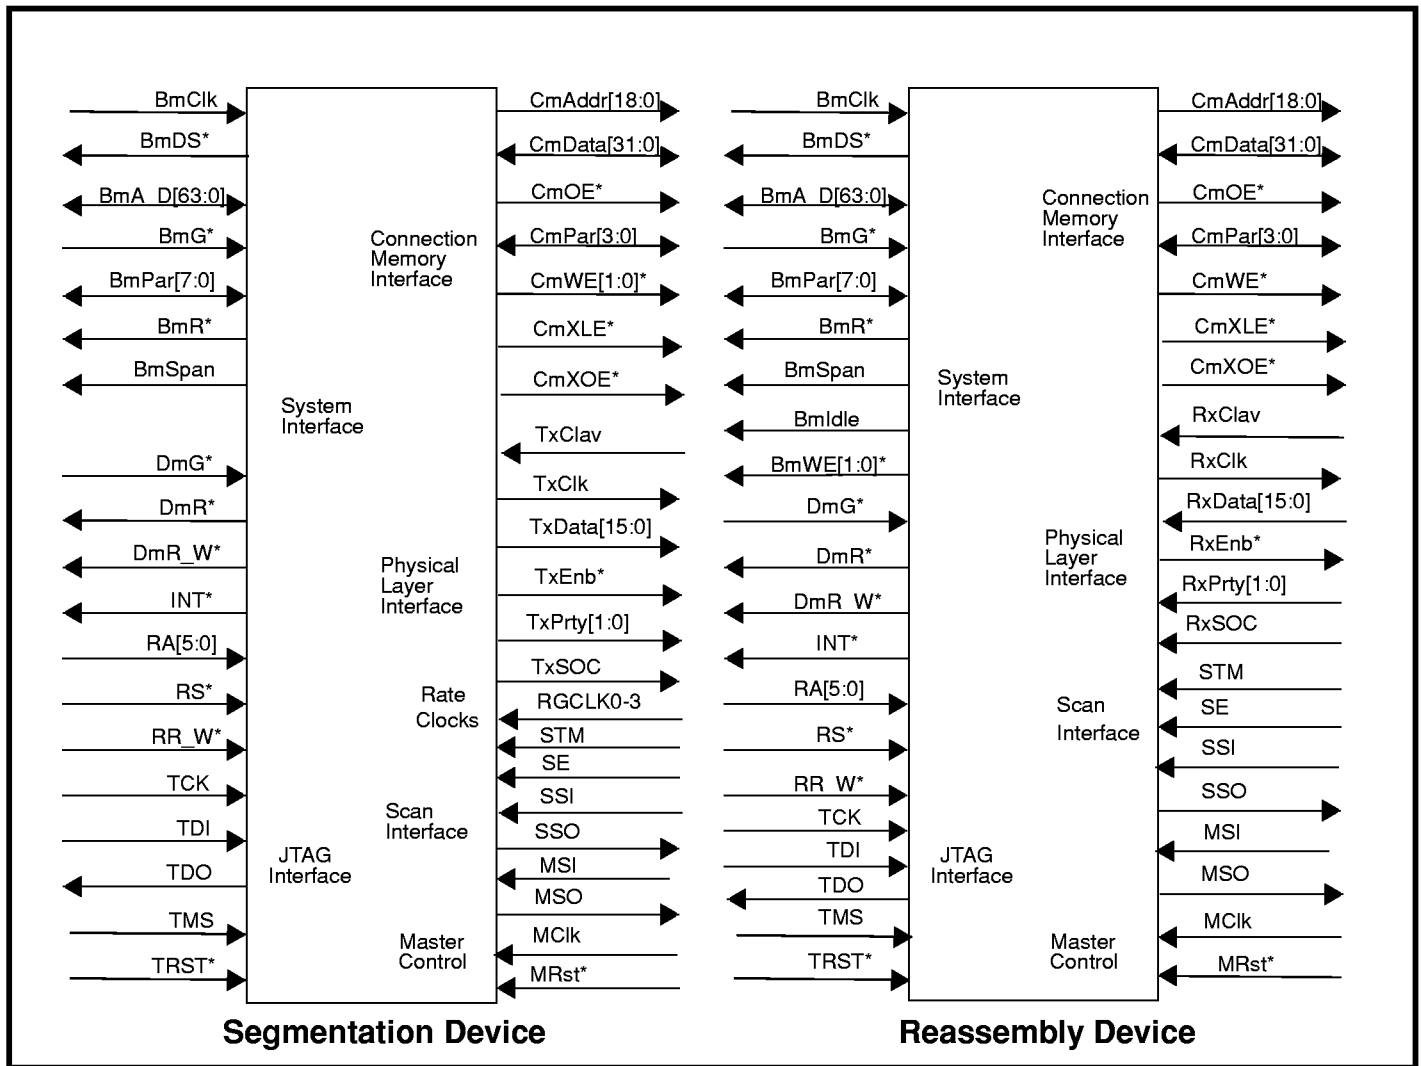 BmClk
BmDS*
BmA D[63:0]
BmG*
BmPar[7:0]
BmR*
BmSpan
DmG*
DmR*
DmR_W*
INT*
RA[5:0]
RS*
RR_W*
TCK
TDI
TDO
TMS
TRST*
Connection
Memory
Interface
System
Interface
Physical
Layer
Interface
Rate
Clocks
Scan
Interface
JTAG
Interface
Master
Control
CmAddr[18:0]
CmData[31:0]
CmOE*
CmPar[3:0]
CmWE[1:0]*
CmXLE*
CmXOE*
TxClav
TxClk
TxData[15:0]
TxEnb*
TxPrty[1:0]
TxSOC
RGCLK0-3
STM
SE
SSI
SSO
MSI
MSO
MClk
MRst*
Segmentation Device
BmClk
BmDS*
BmA D[63:0]
BmG*
BmPar[7:0]
BmR*
BmSpan
BmIdle
BmWE[1:0]*
DmG*
DmR*
DmR W*
INT*
RA[5:0]
RS*
RR W*
TCK
TDI
TDO
TMS
TRST*
Connection
Memory
Interface
System
Interface
Physical
Layer
Interface
Scan
Interface
JTAG
Interface
Master
Control
CmAddr[18:0]
CmData[31:0]
CmOE*
CmPar[3:0]
CmWE*
CmXLE*
CmXOE*
RxClav
RxClk
RxData[15:0]
RxEnb*
RxPrty[1:0]
RxSOC
STM
SE
SSI
SSO
MSI
MSO
MClk
MRst*
Reassembly Device